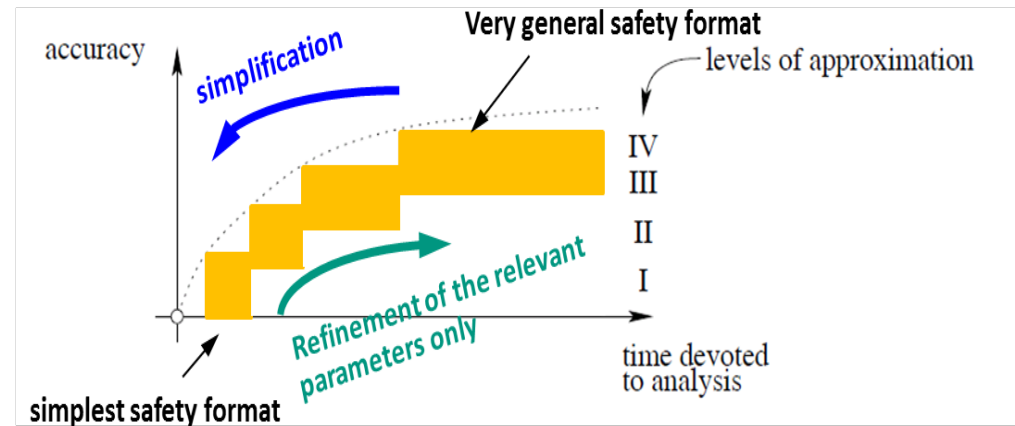 Very general safety format
accuracy
levels of approximation
simplification
IV
III
II
I
Refinement of the relevant
parameters only
time devoted
to analysis
simplest safety format